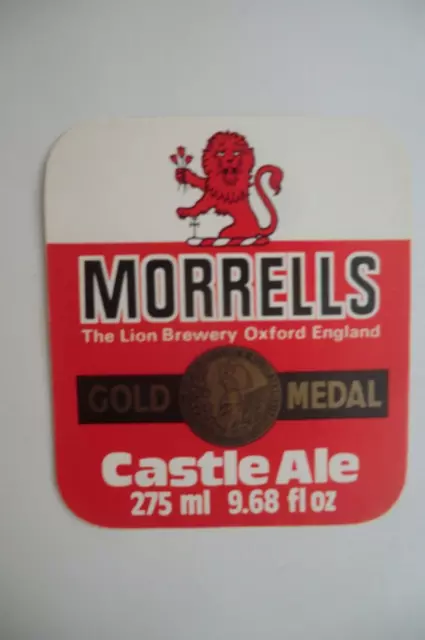 MORRELLS
The Lion Brewery Oxford England
GOLD MEDAL
Castle Ale
275 ml 9.68 fl oz